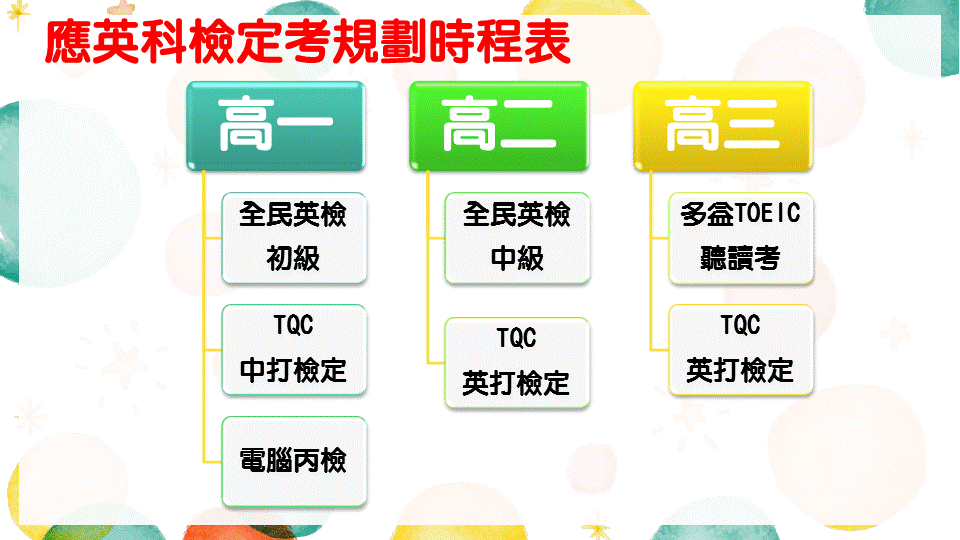 應英科檢定考規劃時程表
高一
全民英檢
初級
TQC
中打檢定
電腦丙檢
高二
全民英檢
中級
TQC
英打檢定
高三
多益TOEIC
聽讀考
TQC
英打檢定